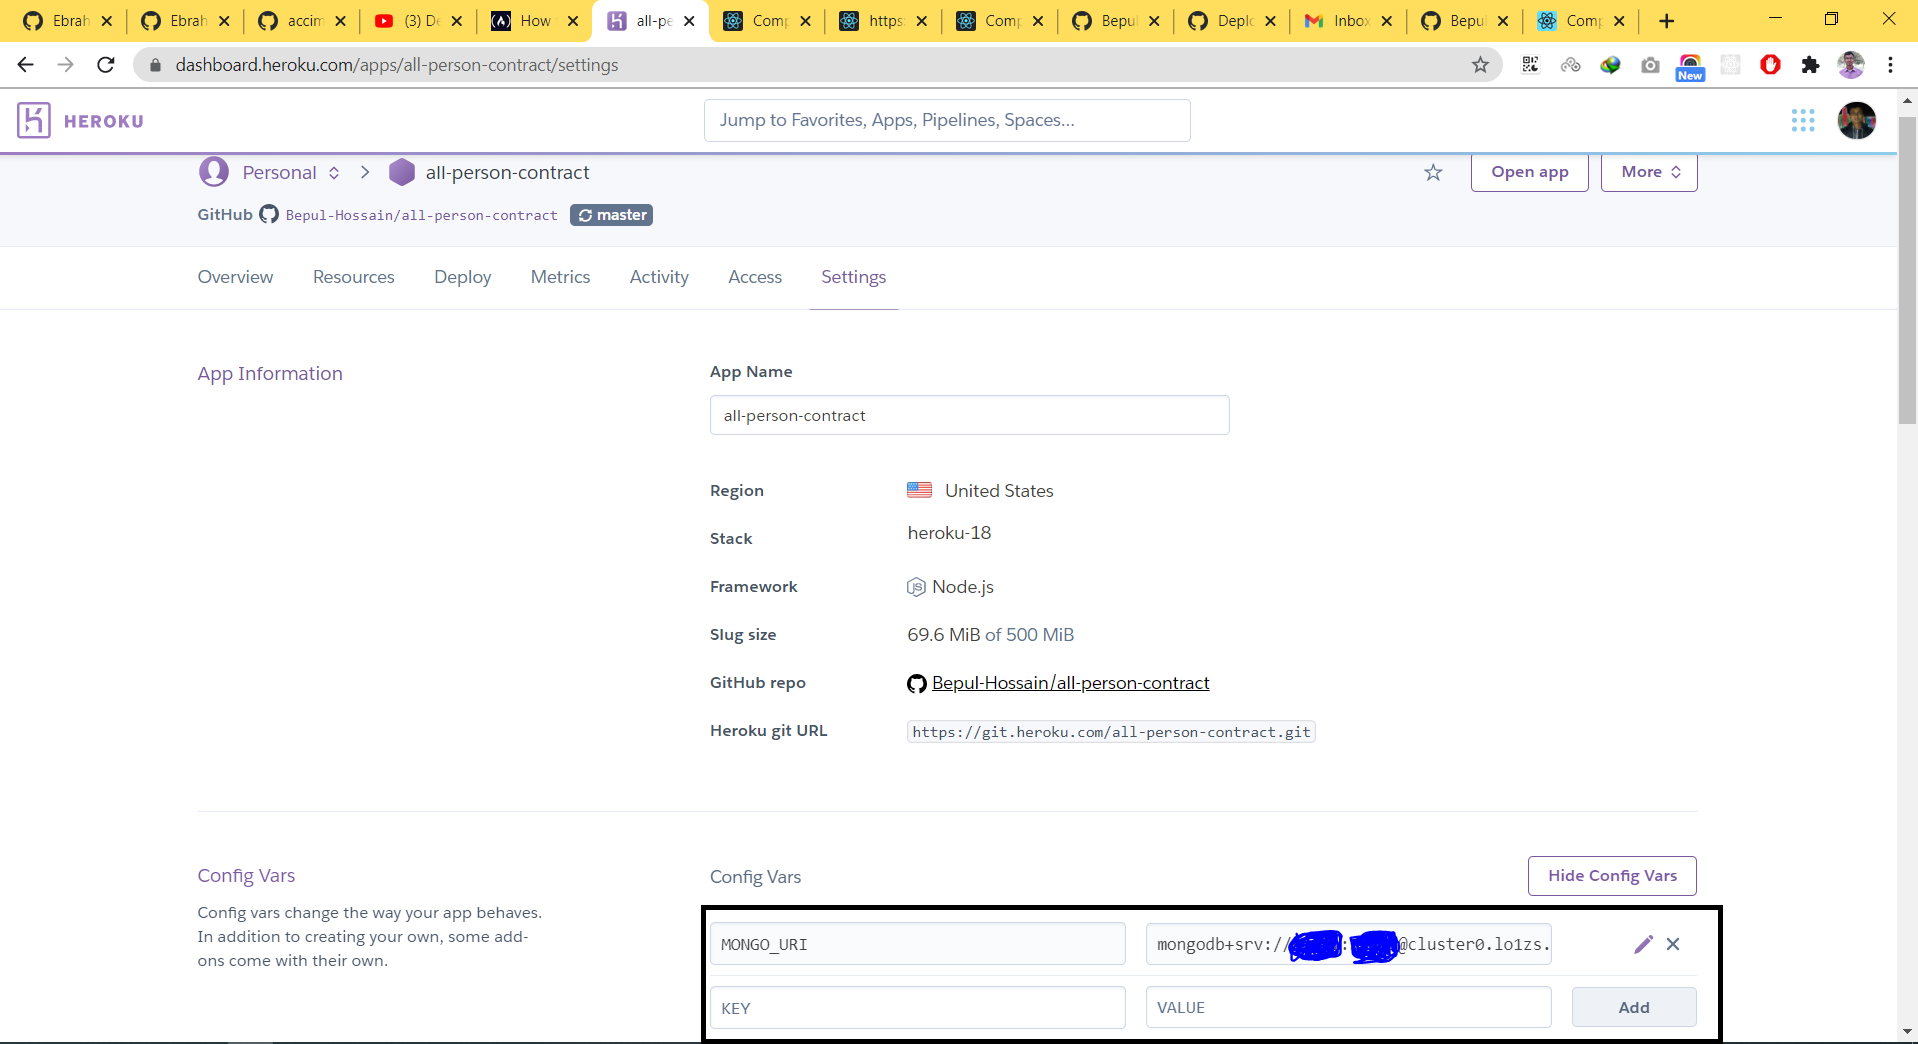 Ebrah
Ebrah
accim
(3) De
How
all-pe
Comp
https:
Comp
Bepul
Deplo
Inbox
Bepul
Comp
dashboard.heroku.com/apps/all-person-contract/settings
New
HEROKU
Jump to Favorites, Apps, Pipelines, Spaces...
Personal
all-person-contract
Open app
More
GitHub Bepul-Hossain/all-person-contract master
Overview Resources Deploy Metrics Activity Access Settings
App Information
App Name
all-person-contract
Region United States
Stack heroku-18
Framework Node.js
Slug size 69.6 MiB of 500 MiB
GitHub repo Bepul-Hossain/all-person-contract
Heroku git URL https://git.heroku.com/all-person-contract.git
Config Vars
Config vars change the way your app behaves.
In addition to creating your own, some add-
ons come with their own.
Config Vars
Hide Config Vars
MONGO_URI mongodb+srv:// : @cluster0.lo1zs.
KEY VALUE Add